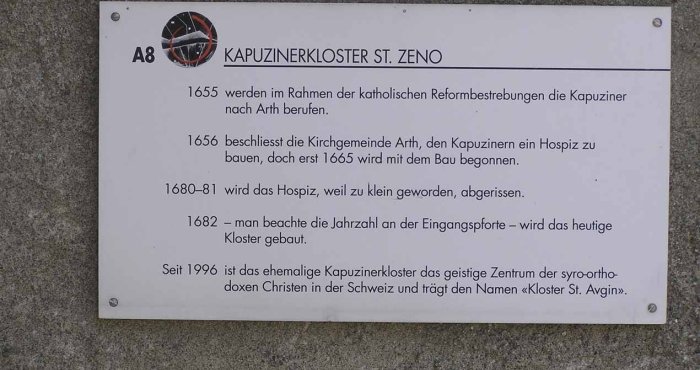 A8 KAPUZINERKLOSTER ST. ZENO
1655 werden im Rahmen der katholischen Reformbestrebungen die Kapuziner
nach Arth berufen.
1656 beschliesst die Kirchgemeinde Arth, den Kapuzinern ein Hospiz zu
bauen, doch erst 1665 wird mit dem Bau begonnen.
1680–81 wird das Hospiz, weil zu klein geworden, abgerissen.
1682 – man beachte die Jahrzahl an der Eingangspforte – wird das heutige
Kloster gebaut.
Seit 1996 ist das ehemalige Kapuzinerkloster das geistige Zentrum der syro-ortho-
doxen Christen in der Schweiz und trägt den Namen «Kloster St. Avgin».